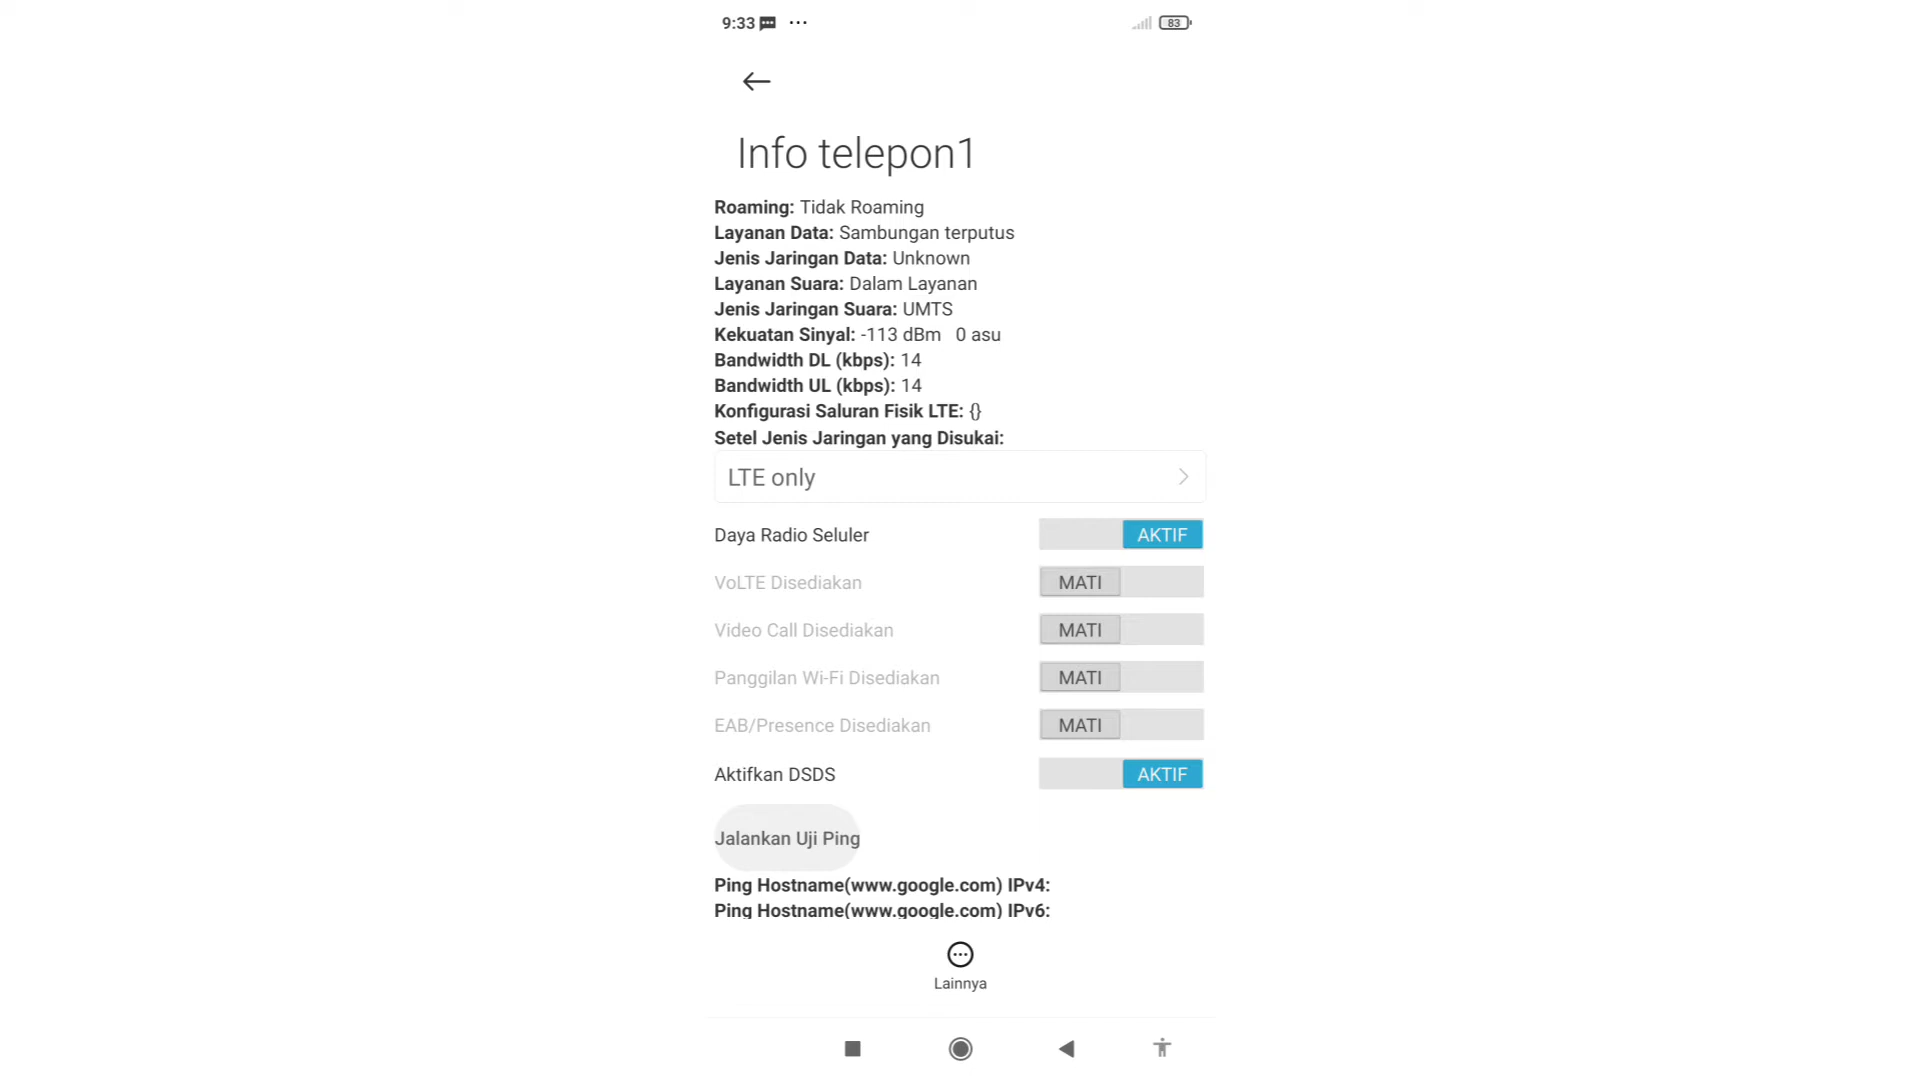 9:33
83
Info telepon1
Roaming: Tidak Roaming
Layanan Data: Sambungan terputus
Jenis Jaringan Data: Unknown
Layanan Suara: Dalam Layanan
Jenis Jaringan Suara: UMTS
Kekuatan Sinyal: -113 dBm 0 asu
Bandwidth DL (kbps): 14
Bandwidth UL (kbps): 14
Konfigurasi Saluran Fisik LTE: {}
Setel Jenis Jaringan yang Disukai:
LTE only
Daya Radio Seluler AKTIF
VoLTE Disediakan MATI
Video Call Disediakan MATI
Panggilan Wi-Fi Disediakan MATI
EAB/Presence Disediakan MATI
Aktifkan DSDS AKTIF
Jalankan Uji Ping
Ping Hostname(www.google.com) IPv4:
Ping Hostname(www.google.com) IPv6:
Lainnya